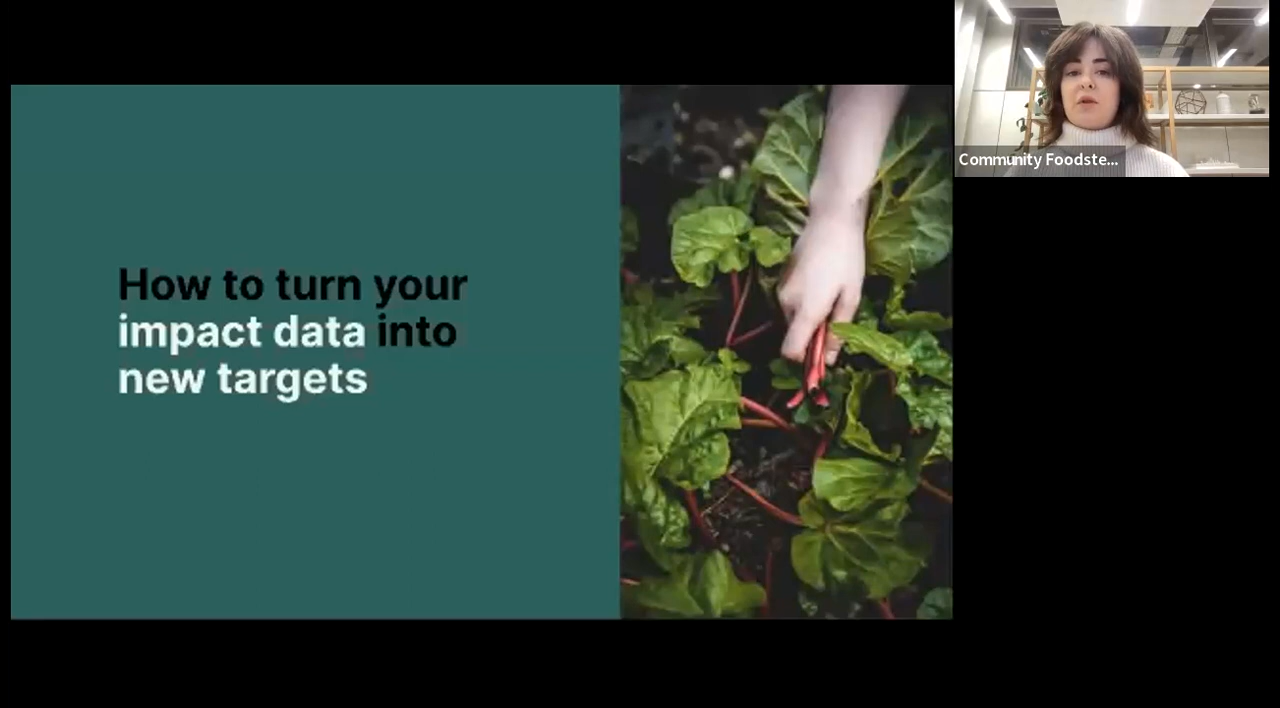 How to turn your
impact data into
new targets
Community Foodste...